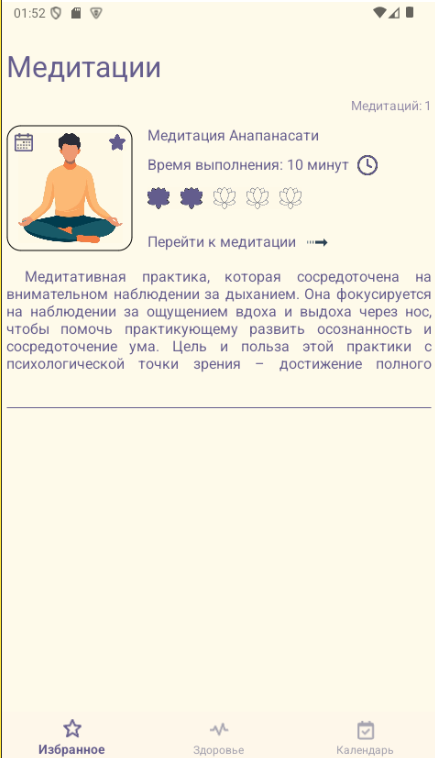 01:52
Медитации
Медитаций: 1
Медитация Анапанасати
Время выполнения: 10 минут
Перейти к медитации
Медитативная практика, которая сосредоточена на
внимательном наблюдении за дыханием. Она фокусируется
на наблюдении за ощущением вдоха и выдоха через нос,
чтобы помочь практикующему развить осознанность и
сосредоточение ума. Цель и польза этой практики с
психологической точки зрения – достижение полного
Избранное
Здоровье
Календарь